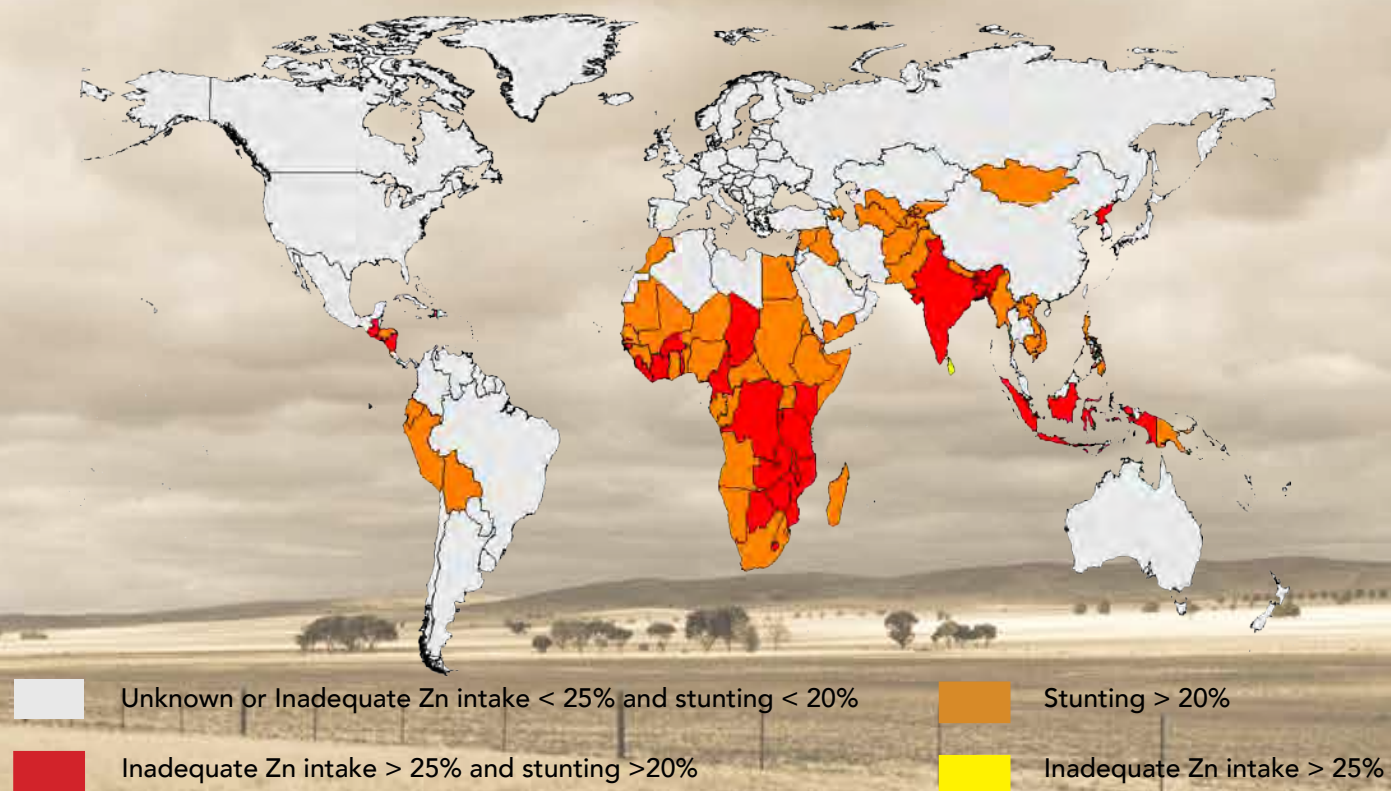 Unknown or Inadequate Zn intake < 25% and stunting < 20%
Stunting > 20%
Inadequate Zn intake > 25% and stunting >20%
Inadequate Zn intake > 25%